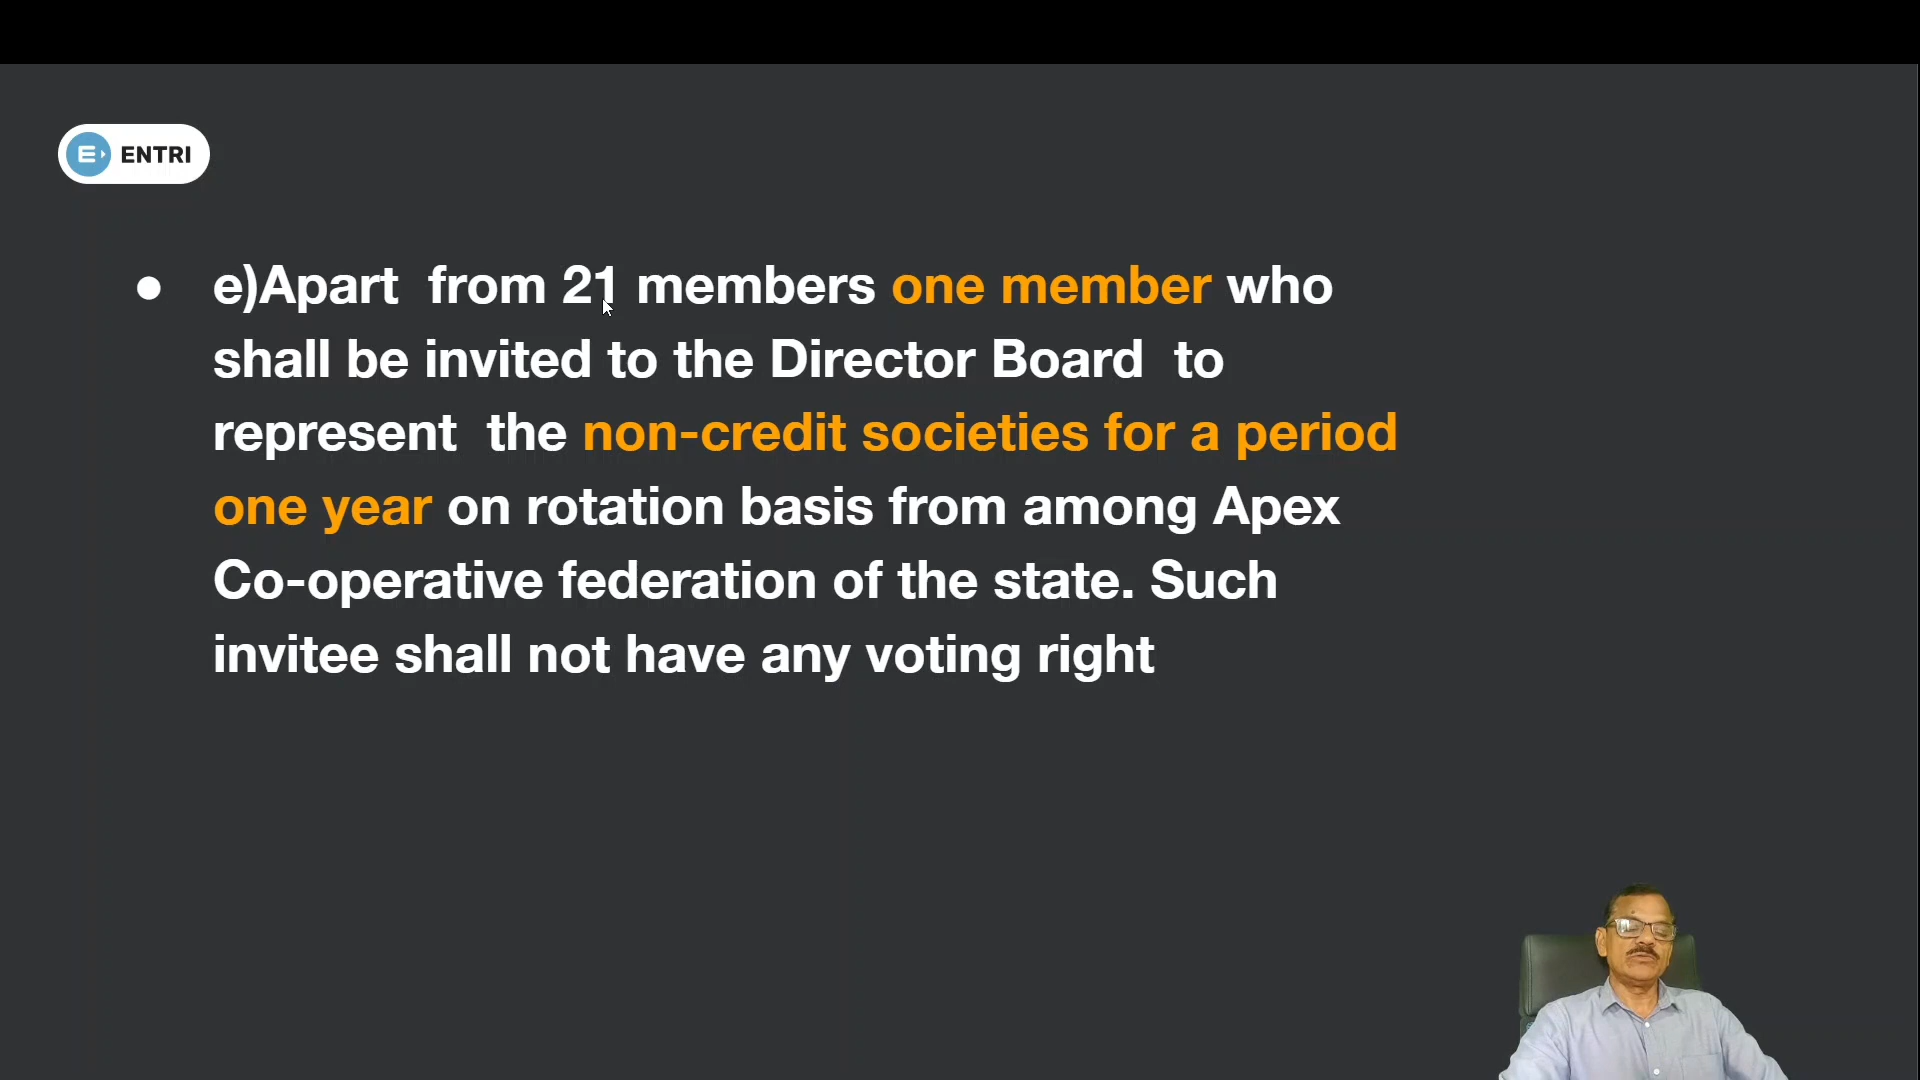 ENTRI
● e)Apart from 21 members one member who
shall be invited to the Director Board to
represent the non-credit societies for a period
one year on rotation basis from among Apex
Co-operative federation of the state. Such
invitee shall not have any voting right